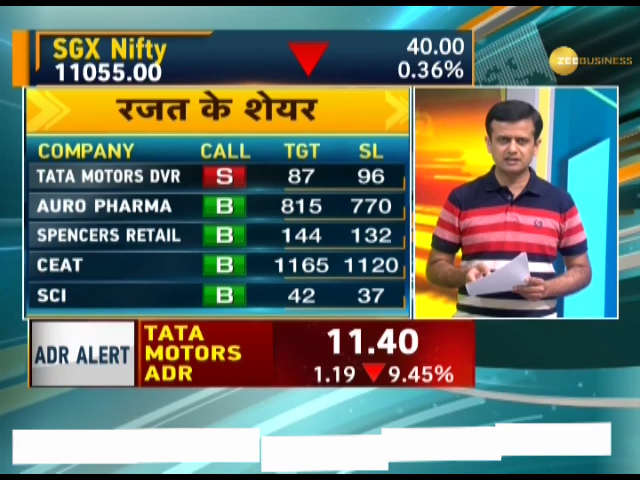 SGX Nifty
11055.00
40.00
0.36%
ZEE BUSINESS
रजत के शेयर
COMPANY CALL TGT SL
TATA MOTORS DVR S 87 96
AURO PHARMA B 815 770
SPENCERS RETAIL B 144 132
CEAT B 1165 1120
SCI B 42 37
ADR ALERT
TATA
MOTORS
ADR
11.40
1.19 9.45%